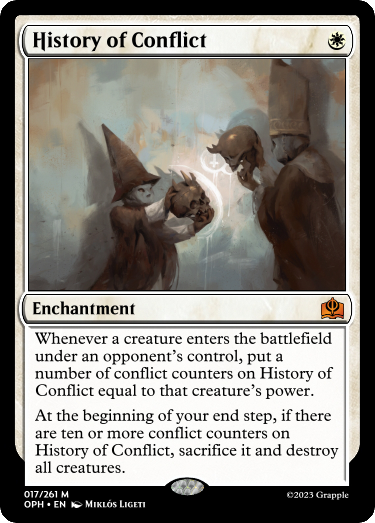 History of Conflict
Enchantment
Whenever a creature enters the battlefield
under an opponent's control, put a
number of conflict counters on History of
Conflict equal to that creature's power.
At the beginning of your end step, if there
are ten or more conflict counters on
History of Conflict, sacrifice it and destroy
all creatures.
017/261 M
OPH • EN Miklós Ligeti
©2023 Grapple